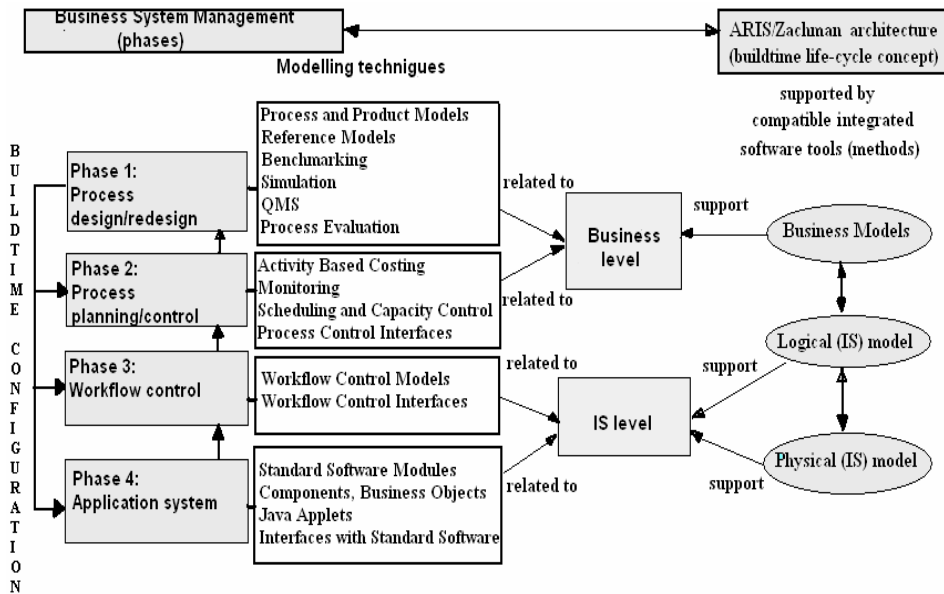 Business System Management
(phases)
ARIS/Zachman architecture
(buildtime life-cycle concept)
Modelling technigues
supported by
compatible integrated
software tools (methods)
BUILDTIME CONFIGURATION
Phase 1:
Process
design/redesign
Process and Product Models
Reference Models
Benchmarking
Simulation
QMS
Process Evaluation
related to
Business
level
support
Business Models
Phase 2:
Process
planning/control
Activity Based Costing
Monitoring
Scheduling and Capacity Control
Process Control Interfaces
related to
Logical (IS) model
Phase 3:
Workflow control
Workflow Control Models
Workflow Control Interfaces
related to
IS level
support
Phase 4:
Application system
Standard Software Modules
Components, Business Objects
Java Applets
Interfaces with Standard Software
related to
support
Physical (IS) model